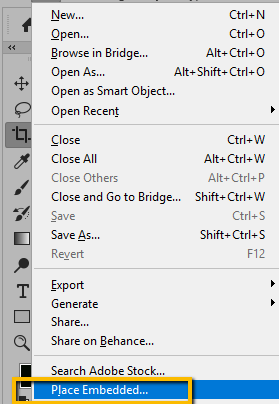 New... Ctrl+N
Open... Ctrl+O
Browse in Bridge... Alt+Ctrl+O
Open As... Alt+Shift+Ctrl+O
Open as Smart Object...
Open Recent
Close Ctrl+W
Close All Alt+Ctrl+W
Close Others Alt+Ctrl+P
Close and Go to Bridge... Shift+Ctrl+W
Save Ctrl+S
Save As... Shift+Ctrl+S
Revert F12
Export
Generate
Share...
Share on Behance...
Search Adobe Stock...
Place Embedded...